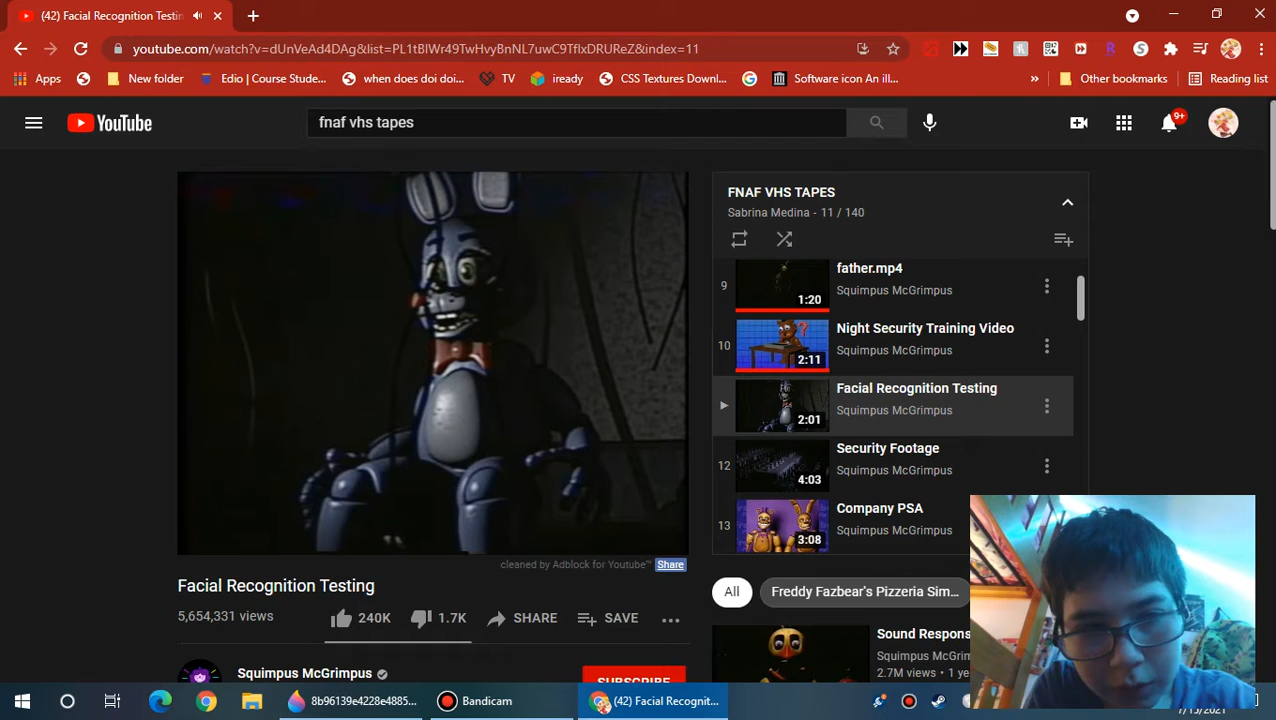 (42) Facial Recognition Testin
youtube.com/watch?v=dUnVeAd4DAg&list=PL1tBIWr49TwHvyBnNL7uwC9TflxDRUReZ&index=11
Apps
New folder
Edio | Course Stude...
when does doi doi...
TV
iready
CSS Textures Downl...
Software icon An ill...
»
Other bookmarks
Reading list
YouTube
fnaf vhs tapes
9+
FNAF VHS TAPES
Sabrina Medina - 11 / 140
9
1:20
father.mp4
Squimpus McGrimpus
10
2:11
Night Security Training Video
Squimpus McGrimpus
2:01
Facial Recognition Testing
Squimpus McGrimpus
12
4:03
Security Footage
Squimpus McGrimpus
13
3:08
Company PSA
Squimpus McGrimpus
cleaned by Adblock for Youtube™ Share
Facial Recognition Testing
5,654,331 views
240K
1.7K
SHARE
SAVE
All
Freddy Fazbear's Pizzeria Sim...
Sound Respons
Squimpus McGri
2.7M views • 1 ye
Squimpus McGrimpus
SUBSCRIBE
8b96139e4228e4885...
Bandicam
(42) Facial Recognit...
7/15/2021